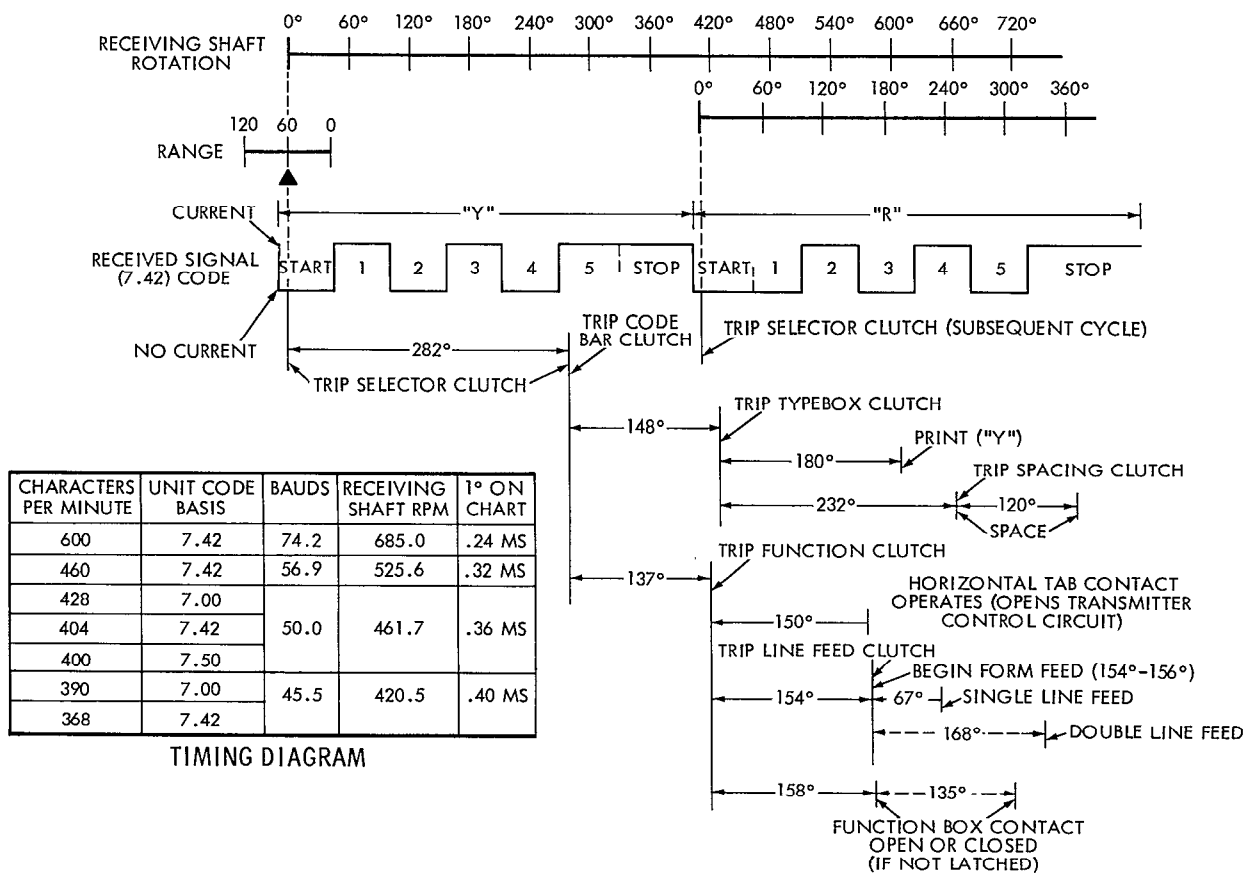 0° 60° 120° 180° 240° 300° 360° 420° 480° 540° 600° 660° 720°
RECEIVING SHAFT
ROTATION
0° 60° 120° 180° 240° 300° 360°
120 60 0
RANGE
CURRENT
"Y" "R"
RECEIVED SIGNAL
(7.42) CODE
START 1 2 3 4 5 STOP START 1 2 3 4 5 STOP
NO CURRENT
282°
TRIP SELECTOR CLUTCH
TRIP CODE
BAR CLUTCH
TRIP SELECTOR CLUTCH (SUBSEQUENT CYCLE)
TRIP TYPEBOX CLUTCH
148°
PRINT ("Y")
180°
TRIP SPACING CLUTCH
232° 120°
SPACE
TRIP FUNCTION CLUTCH
137°
HORIZONTAL TAB CONTACT
OPERATES (OPENS TRANSMITTER
CONTROL CIRCUIT)
150°
TRIP LINE FEED CLUTCH
BEGIN FORM FEED (154°-156°)
154° 67° SINGLE LINE FEED
168° DOUBLE LINE FEED
158° 135°
FUNCTION BOX CONTACT
OPEN OR CLOSED
(IF NOT LATCHED)
CHARACTERS PER MINUTE UNIT CODE BASIS BAUDS RECEIVING SHAFT RPM 1° ON CHART
600 7.42 74.2 685.0 .24 MS
460 7.42 56.9 525.6 .32 MS
428 7.00
404 7.42 50.0 461.7 .36 MS
400 7.50
390 7.00 45.5 420.5 .40 MS
368 7.42
TIMING DIAGRAM